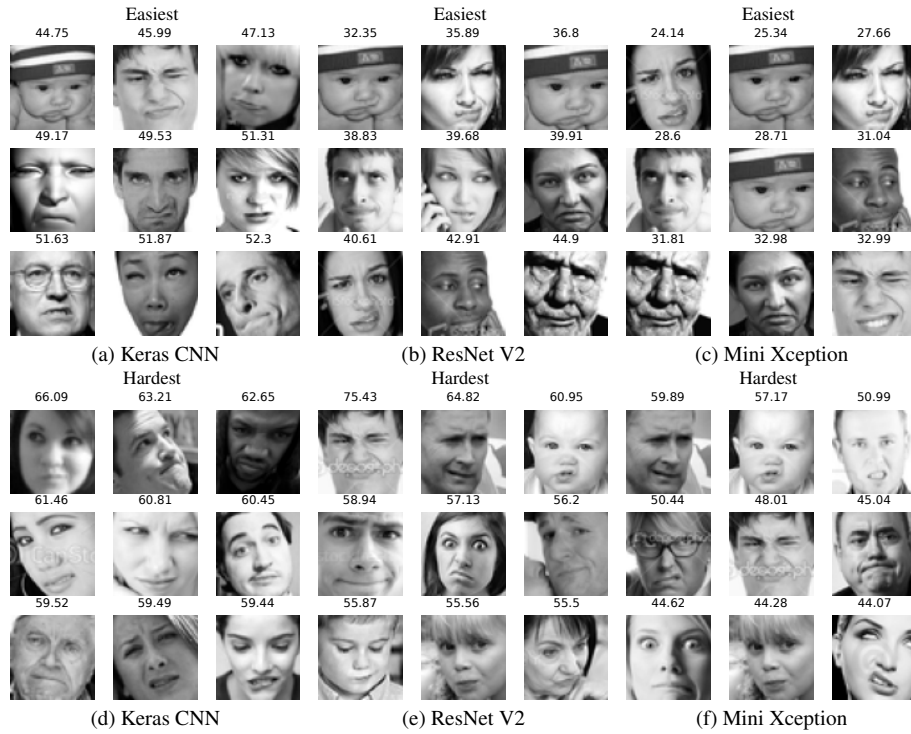 Easiest Easiest Easiest
44.75 45.99 47.13 32.35 35.89 36.8 24.14 25.34 27.66
49.17 49.53 51.31 38.83 39.68 39.91 28.6 28.71 31.04
51.63 51.87 52.3 40.61 42.91 44.9 31.81 32.98 32.99
(a) Keras CNN (b) ResNet V2 (c) Mini Xception
Hardest Hardest Hardest
66.09 63.21 62.65 75.43 64.82 60.95 59.89 57.17 50.99
61.46 60.81 60.45 58.94 57.13 56.2 50.44 48.01 45.04
59.52 59.49 59.44 55.87 55.56 55.5 44.62 44.28 44.07
(d) Keras CNN (e) ResNet V2 (f) Mini Xception